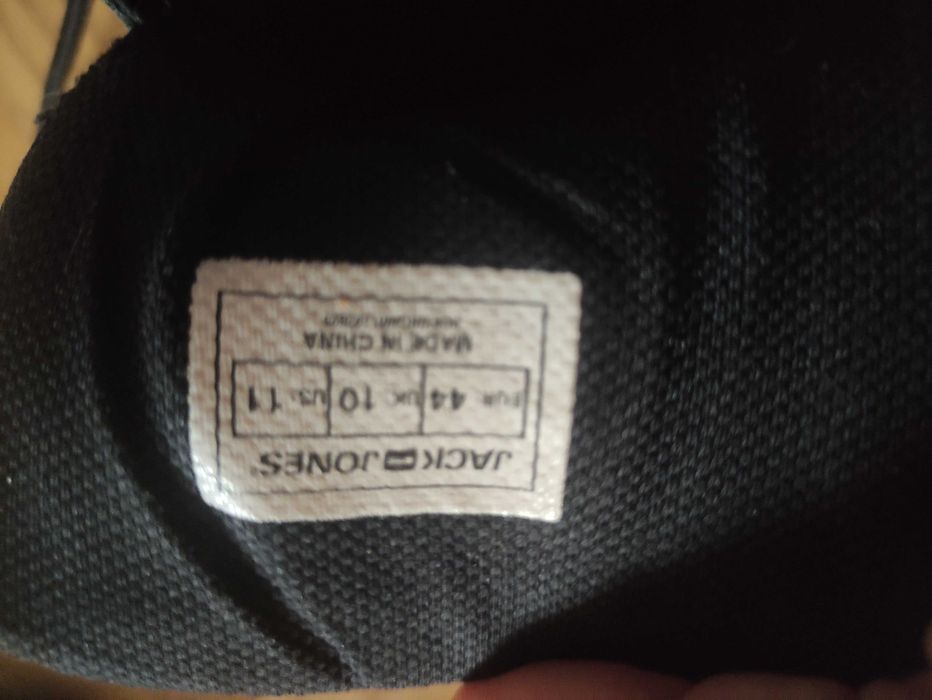 JACK JONES®
EUR: 44 UK: 10 US: 11
MADE IN CHINA